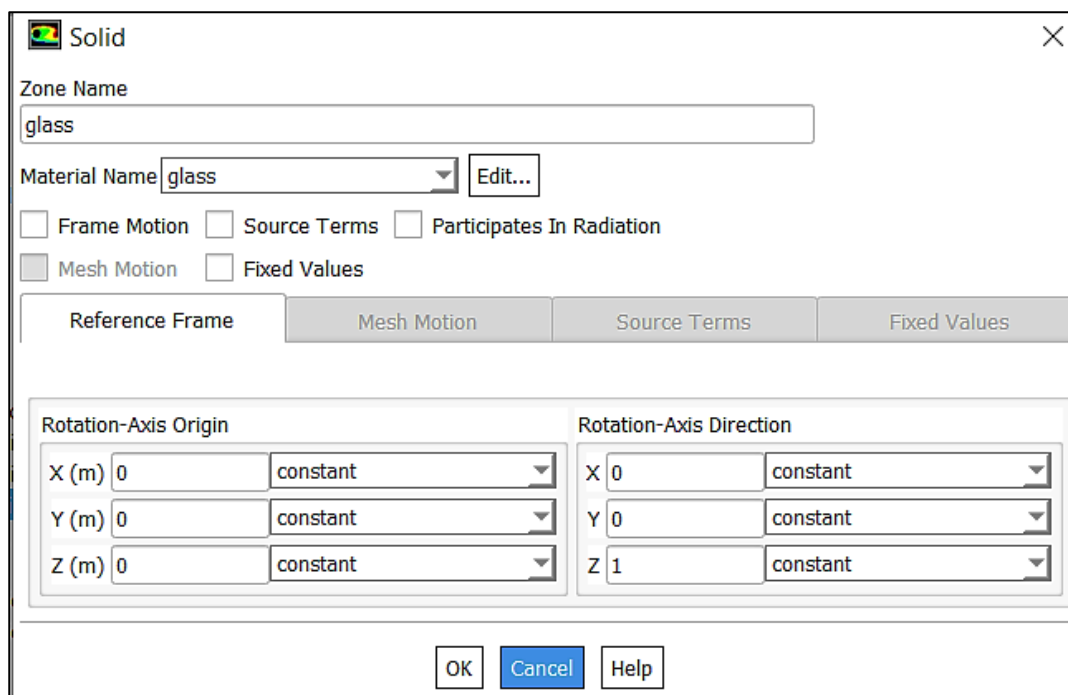 Solid
Zone Name
glass
Material Name glass Edit...
Frame Motion Source Terms Participates In Radiation
Mesh Motion Fixed Values
Reference Frame Mesh Motion Source Terms Fixed Values
Rotation-Axis Origin Rotation-Axis Direction
X (m) 0 constant X 0 constant
Y (m) 0 constant Y 0 constant
Z (m) 0 constant Z 1 constant
OK Cancel Help